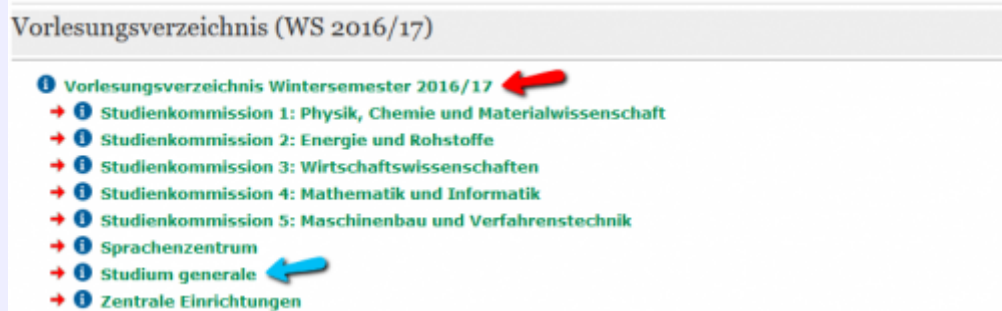 Vorlesungsverzeichnis (WS 2016/17)
Vorlesungsverzeichnis Wintersemester 2016/17
Studienkommission 1: Physik, Chemie und Materialwissenschaft
Studienkommission 2: Energie und Rohstoffe
Studienkommission 3: Wirtschaftswissenschaften
Studienkommission 4: Mathematik und Informatik
Studienkommission 5: Maschinenbau und Verfahrenstechnik
Sprachenzentrum
Studium generale
Zentrale Einrichtungen